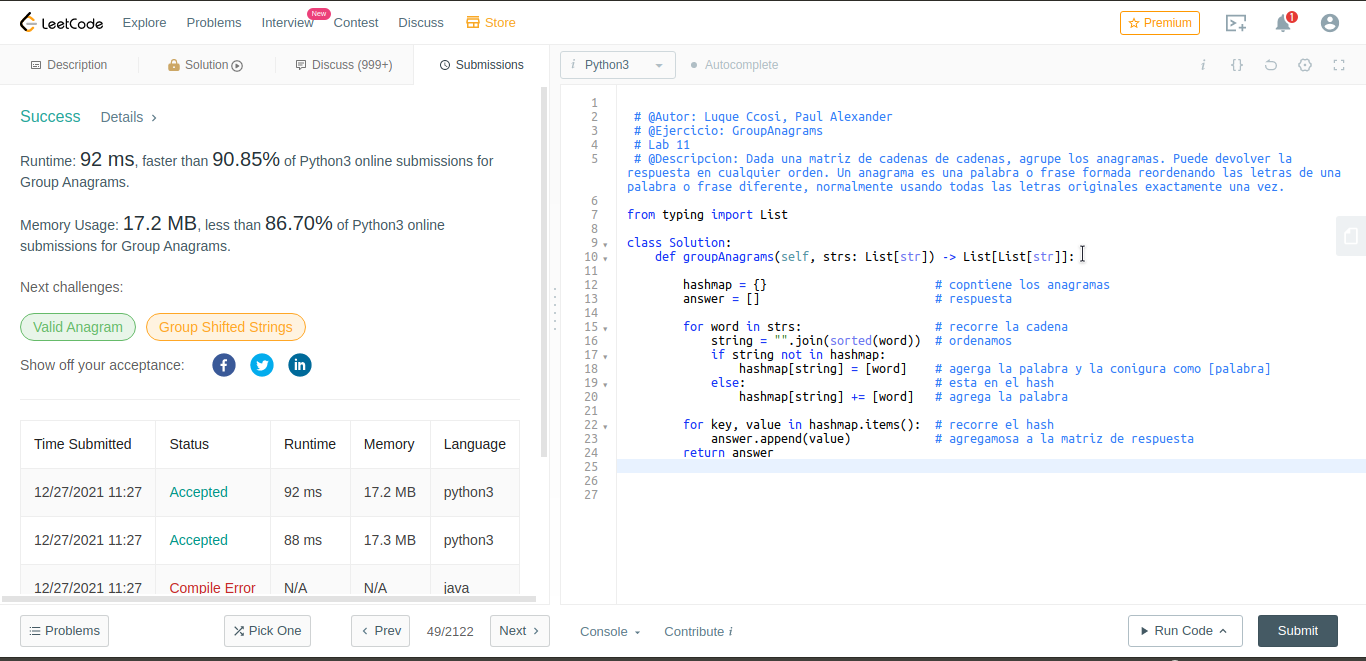 LeetCode Explore Problems Interview New Contest Discuss Store Premium 1
Description Solution Discuss (999+) Submissions
Success Details >
Runtime: 92 ms, faster than 90.85% of Python3 online submissions for
Group Anagrams.
Memory Usage: 17.2 MB, less than 86.70% of Python3 online
submissions for Group Anagrams.
Next challenges:
Valid Anagram Group Shifted Strings
Show off your acceptance: f in
Time Submitted Status Runtime Memory Language
12/27/2021 11:27 Accepted 92 ms 17.2 MB python3
12/27/2021 11:27 Accepted 88 ms 17.3 MB python3
12/27/2021 11:27 Compile Error N/A N/A java
i Python3 Autocomplete i {}
1
2 # @Autor: Luque Ccosi, Paul Alexander
3 # @Ejercicio: GroupAnagrams
4 # Lab 11
5 # @Descripcion: Dada una matriz de cadenas de cadenas, agrupe los anagramas. Puede devolver la
respuesta en cualquier orden. Un anagrama es una palabra o frase formada reordenando las letras de una
palabra o frase diferente, normalmente usando todas las letras originales exactamente una vez.
6
7 from typing import List
8
9 class Solution:
10 def groupAnagrams(self, strs: List[str]) -> List[List[str]]:
11
12 hashmap = {} # copntiene los anagramas
13 answer = [] # respuesta
14
15 for word in strs: # recorre la cadena
16 string = "".join(sorted(word)) # ordenamos
17 if string not in hashmap:
18 hashmap[string] = [word] # agerga la palabra y la conigura como [palabra]
19 else: # esta en el hash
20 hashmap[string] += [word] # agrega la palabra
21
22 for key, value in hashmap.items(): # recorre el hash
23 answer.append(value) # agregamosa a la matriz de respuesta
24 return answer
25
26
27
Problems Pick One < Prev 49/2122 Next > Console Contribute i Run Code Submit